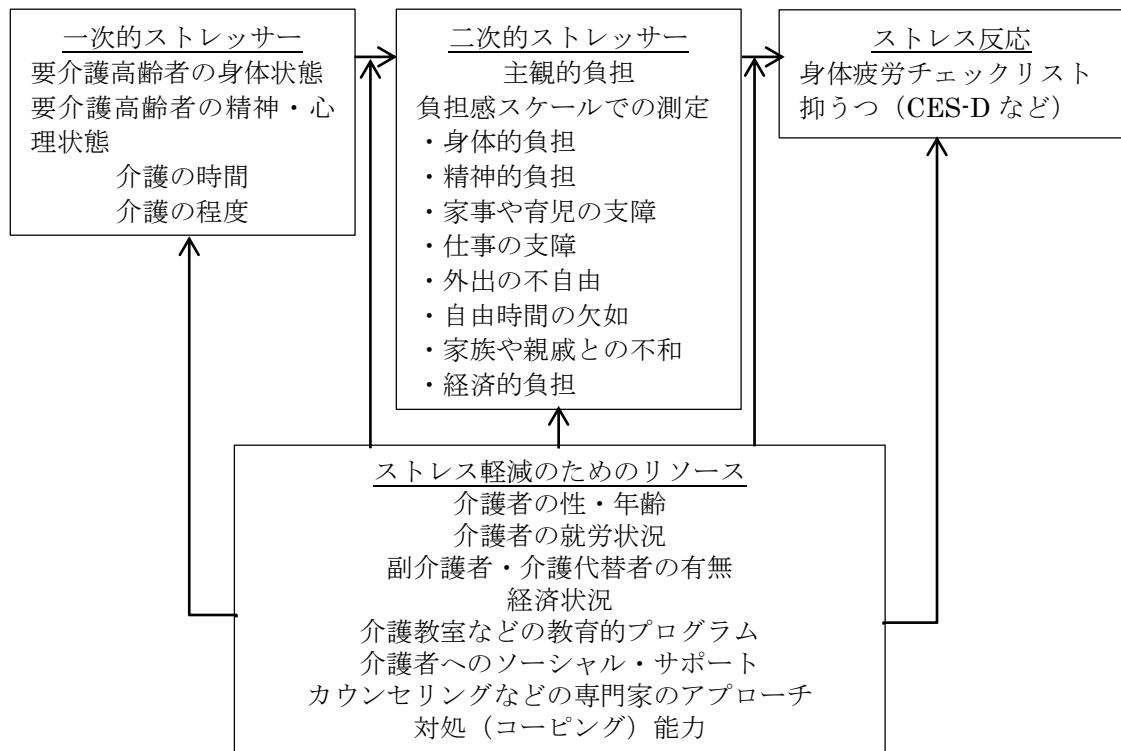 一次的ストレッサー
要介護高齢者の身体状態
要介護高齢者の精神・心
理状態
介護の時間
介護の程度
二次的ストレッサー
主観的負担
負担感スケールでの測定
・身体的負担
・精神的負担
・家事や育児の支障
・仕事の支障
・外出の不自由
・自由時間の欠如
・家族や親戚との不和
・経済的負担
ストレス反応
身体疲労チェックリスト
抑うつ（CES-D など）
ストレス軽減のためのリソース
介護者の性・年齢
介護者の就労状況
副介護者・介護代替者の有無
経済状況
介護教室などの教育的プログラム
介護者へのソーシャル・サポート
カウンセリングなどの専門家のアプローチ
対処（コーピング）能力